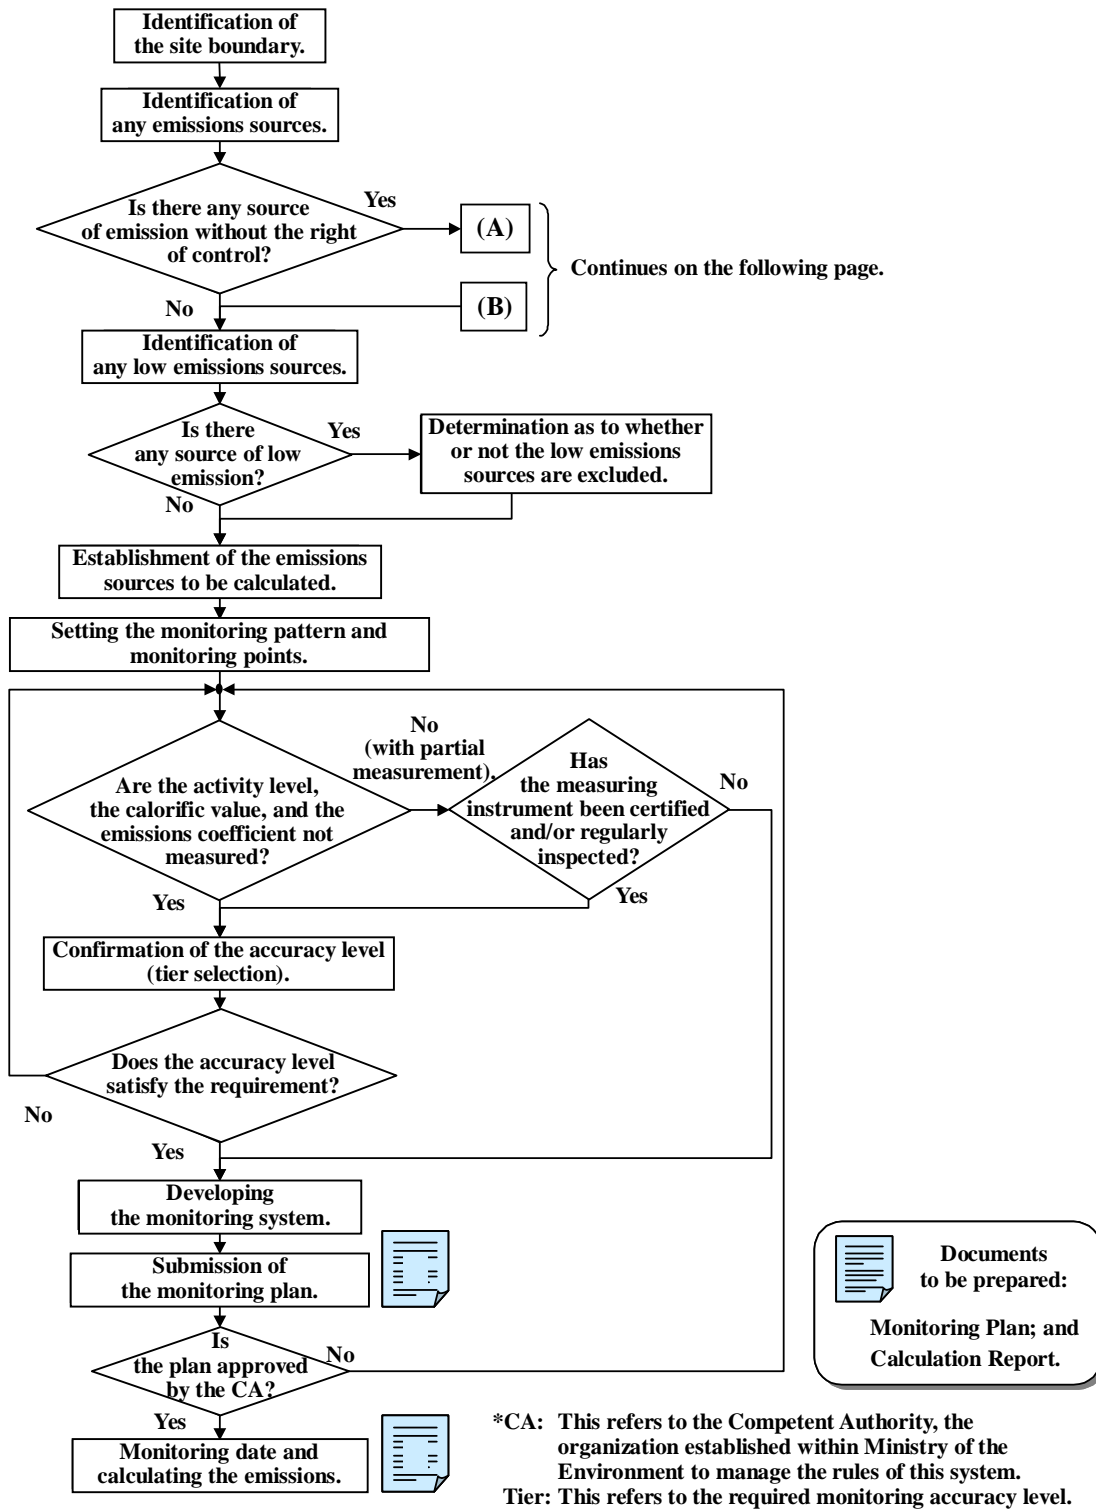 Identification of
the site boundary.
Identification of
any emissions sources.
Is there any source
of emission without the right
of control?
Yes
(A)
Continues on the following page.
No
(B)
Identification of
any low emissions sources.
Is there
any source of low
emission?
Yes
Determination as to whether
or not the low emissions
sources are excluded.
No
Establishment of the emissions
sources to be calculated.
Setting the monitoring pattern and
monitoring points.
Are the activity level,
the calorific value, and the
emissions coefficient not
measured?
No
(with partial
measurement).
Has
the measuring
instrument been certified
and/or regularly
inspected?
No
Yes
Yes
Confirmation of the accuracy level
(tier selection).
Does the accuracy level
satisfy the requirement?
No
Yes
Developing
the monitoring system.
Submission of
the monitoring plan.
Is
the plan approved
by the CA?
No
Yes
Monitoring date and
calculating the emissions.
Documents
to be prepared:
Monitoring Plan; and
Calculation Report.
*CA: This refers to the Competent Authority, the
organization established within Ministry of the
Environment to manage the rules of this system.
Tier: This refers to the required monitoring accuracy level.